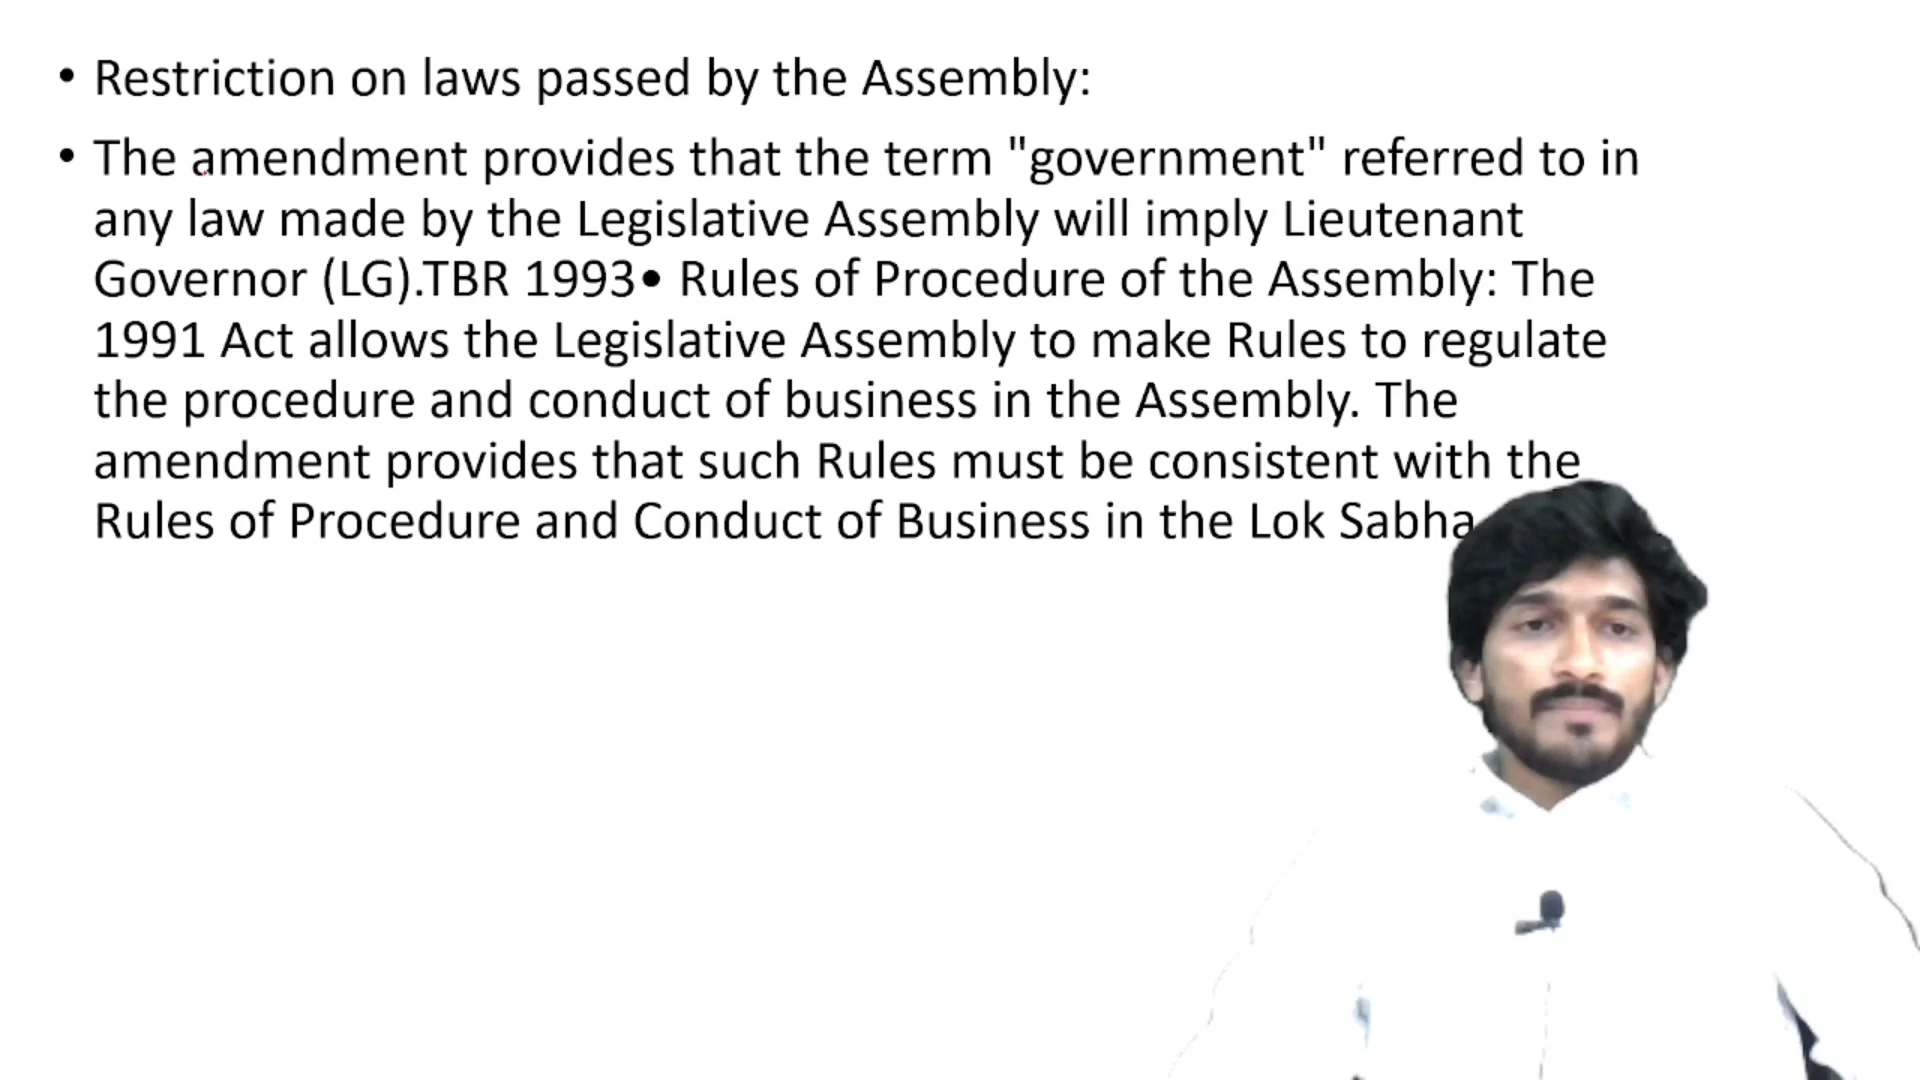 • Restriction on laws passed by the Assembly:
• The amendment provides that the term "government" referred to in
any law made by the Legislative Assembly will imply Lieutenant
Governor (LG).TBR 1993• Rules of Procedure of the Assembly: The
1991 Act allows the Legislative Assembly to make Rules to regulate
the procedure and conduct of business in the Assembly. The
amendment provides that such Rules must be consistent with the
Rules of Procedure and Conduct of Business in the Lok Sabha